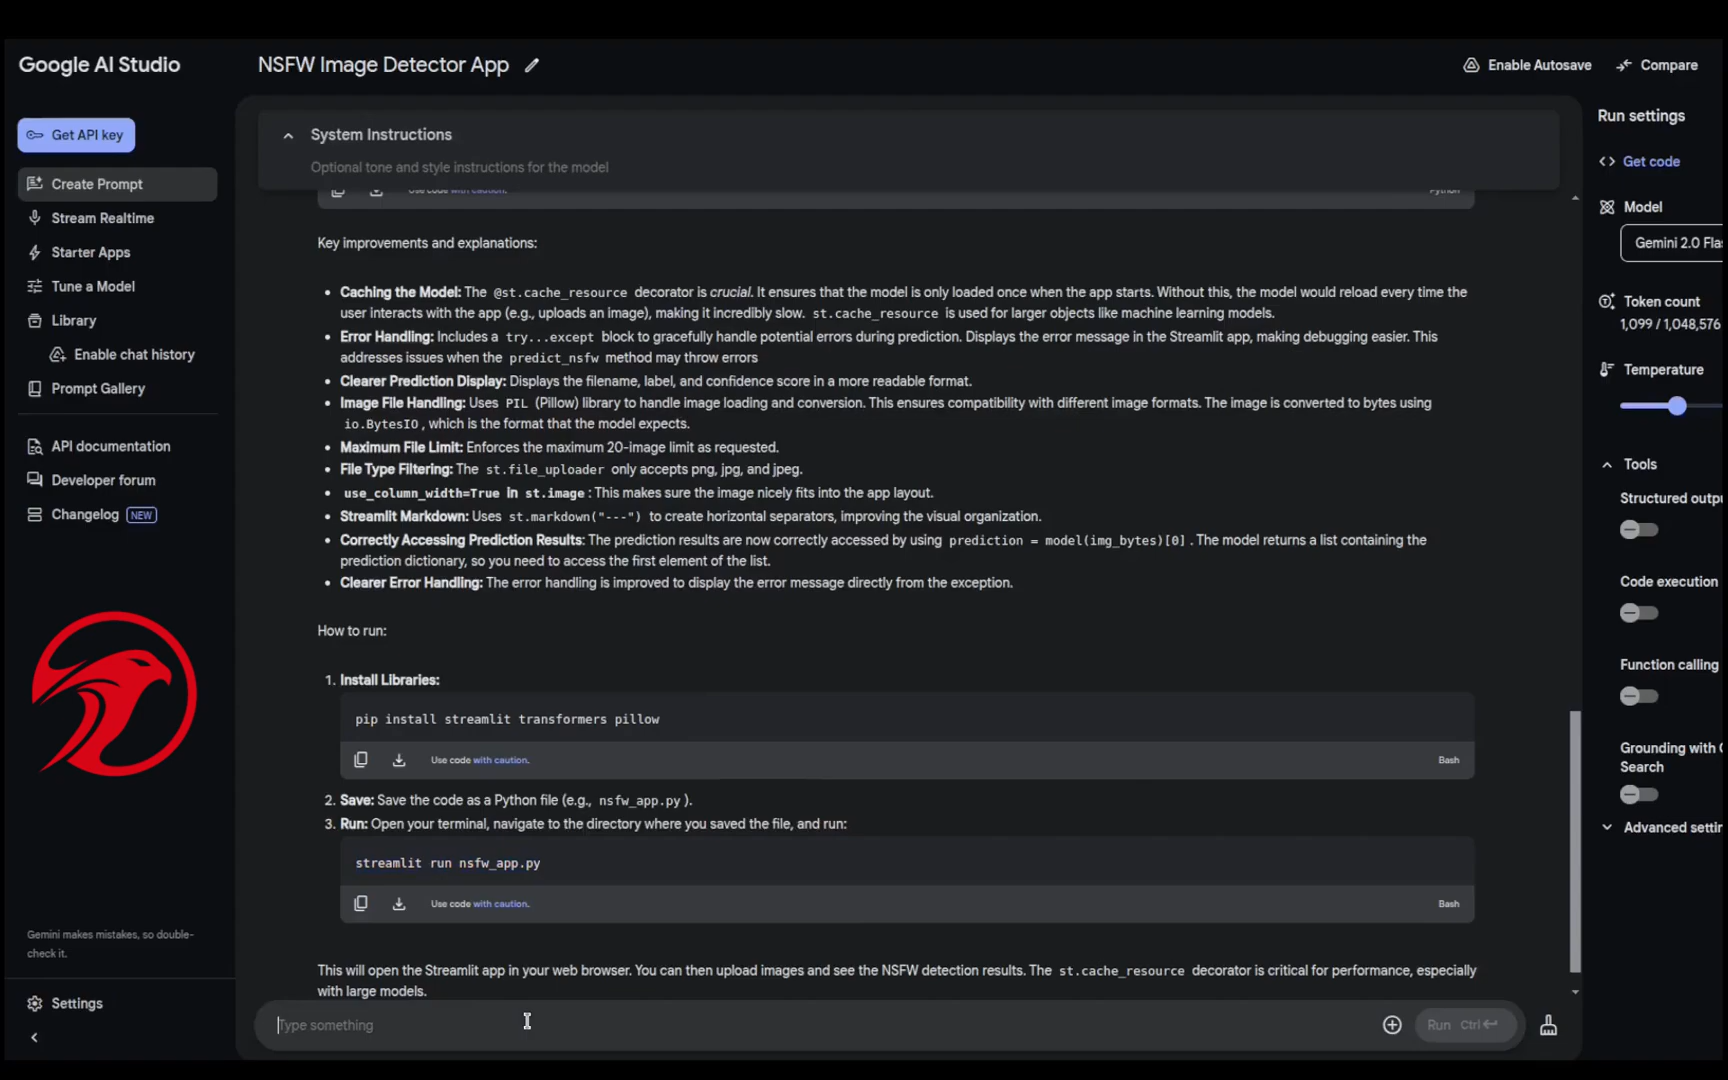 Google AI Studio
NSFW Image Detector App
Enable Autosave
Compare
Get API key
Create Prompt
Stream Realtime
Starter Apps
Tune a Model
Library
Enable chat history
Prompt Gallery
API documentation
Developer forum
Changelog NEW
Gemini makes mistakes, so double-
check it.
Settings
System Instructions
Optional tone and style instructions for the model
Use code with caution.
Python
Key improvements and explanations:
• Caching the Model: The @st.cache_resource decorator is crucial. It ensures that the model is only loaded once when the app starts. Without this, the model would reload every time the
user interacts with the app (e.g., uploads an image), making it incredibly slow. st.cache_resource is used for larger objects like machine learning models.
• Error Handling: Includes a try...except block to gracefully handle potential errors during prediction. Displays the error message in the Streamlit app, making debugging easier. This
addresses issues when the predict_nsfw method may throw errors
• Clearer Prediction Display: Displays the filename, label, and confidence score in a more readable format.
• Image File Handling: Uses PIL (Pillow) library to handle image loading and conversion. This ensures compatibility with different image formats. The image is converted to bytes using
io.BytesIO, which is the format that the model expects.
• Maximum File Limit: Enforces the maximum 20-image limit as requested.
• File Type Filtering: The st.file_uploader only accepts png, jpg, and jpeg.
• use_column_width=True in st.image: This makes sure the image nicely fits into the app layout.
• Streamlit Markdown: Uses st.markdown("---") to create horizontal separators, improving the visual organization.
• Correctly Accessing Prediction Results: The prediction results are now correctly accessed by using prediction = model(img_bytes)[0]. The model returns a list containing the
prediction dictionary, so you need to access the first element of the list.
• Clearer Error Handling: The error handling is improved to display the error message directly from the exception.
How to run:
1. Install Libraries:
pip install streamlit transformers pillow
Use code with caution.
Bash
2. Save: Save the code as a Python file (e.g., nsfw_app.py).
3. Run: Open your terminal, navigate to the directory where you saved the file, and run:
streamlit run nsfw_app.py
Use code with caution.
Bash
This will open the Streamlit app in your web browser. You can then upload images and see the NSFW detection results. The st.cache_resource decorator is critical for performance, especially
with large models.
Type something
Run Ctrl
Run settings
Get code
Model
Gemini 2.0 Fla
Token count
1,099 / 1,048,576
Temperature
Tools
Structured outpu
Code execution
Function calling
Grounding with
Search
Advanced settin